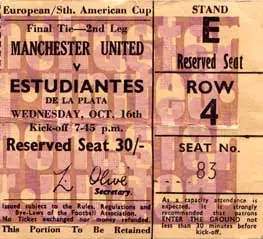 European/Sth. American Cup
Final Tie—2nd Leg
MANCHESTER UNITED
v
ESTUDIANTES
DE LA PLATA
WEDNESDAY, OCT. 16th
Kick-off 7-45 p.m.
Reserved Seat 30/-
Secretary.
Issued subject to the Rules, Regulations and
Bye-Laws of the Football Association.
No Ticket exchanged nor money refunded.
This Portion To Be Retained
STAND
E
Reserved Seat
ROW
4
SEAT No.
83
As a capacity attendance is
expected, it is strongly
recommended that patrons
ENTER THE GROUND not
less than 30 minutes before
kick-off.